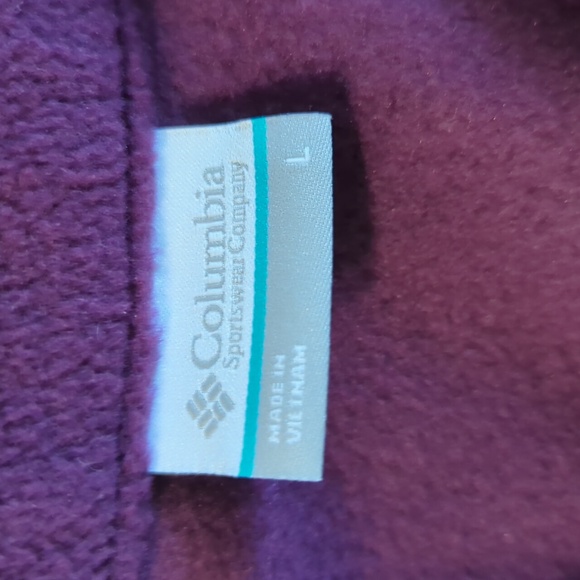 Columbia
Sportswear Company
MADE IN
VIETNAM
L